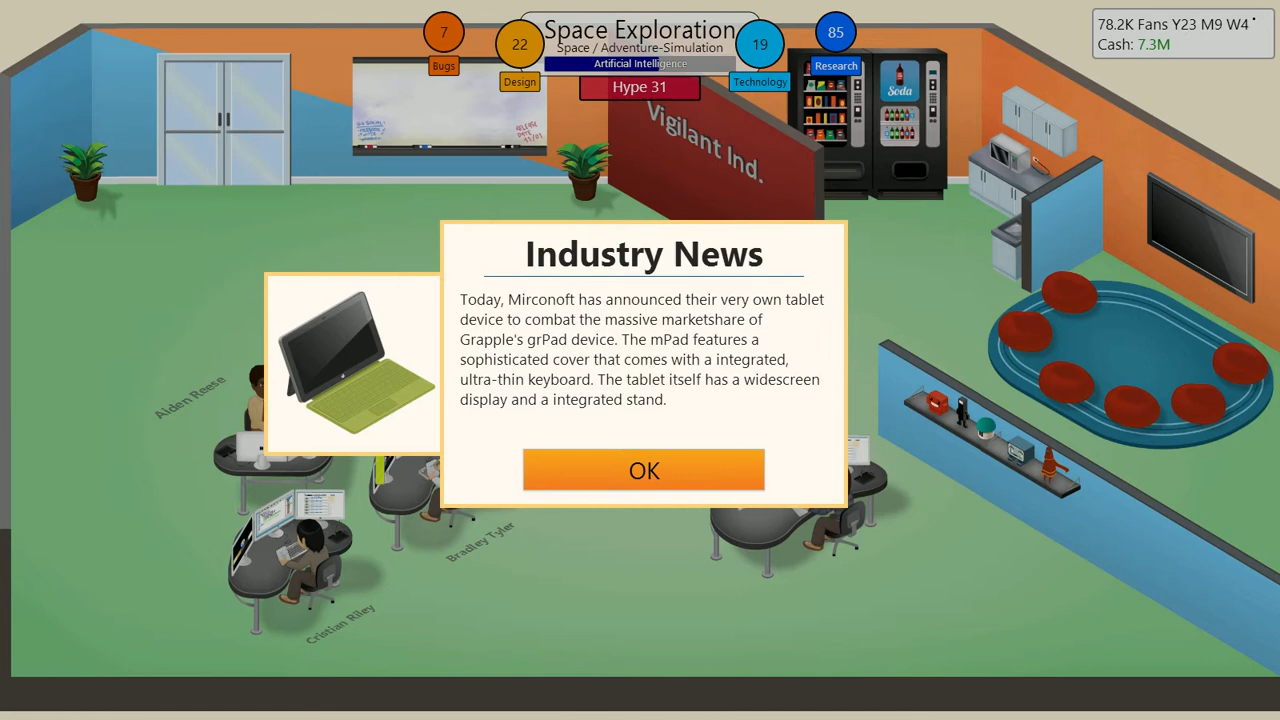 7
Bugs
22
Design
Space Exploration
Space / Adventure-Simulation
Artificial Intelligence
Hype 31
19
Technology
85
Research
78.2K Fans Y23 M9 W4
Cash: 7.3M
Soda
RELEASE
DATE
Vigilant Ind.
Industry News
Today, Mirconoft has announced their very own tablet
device to combat the massive marketshare of
Grapple's grPad device. The mPad features a
sophisticated cover that comes with a integrated,
ultra-thin keyboard. The tablet itself has a widescreen
display and a integrated stand.
OK
Aiden Reese
Bradley Tyler
Cristian Riley